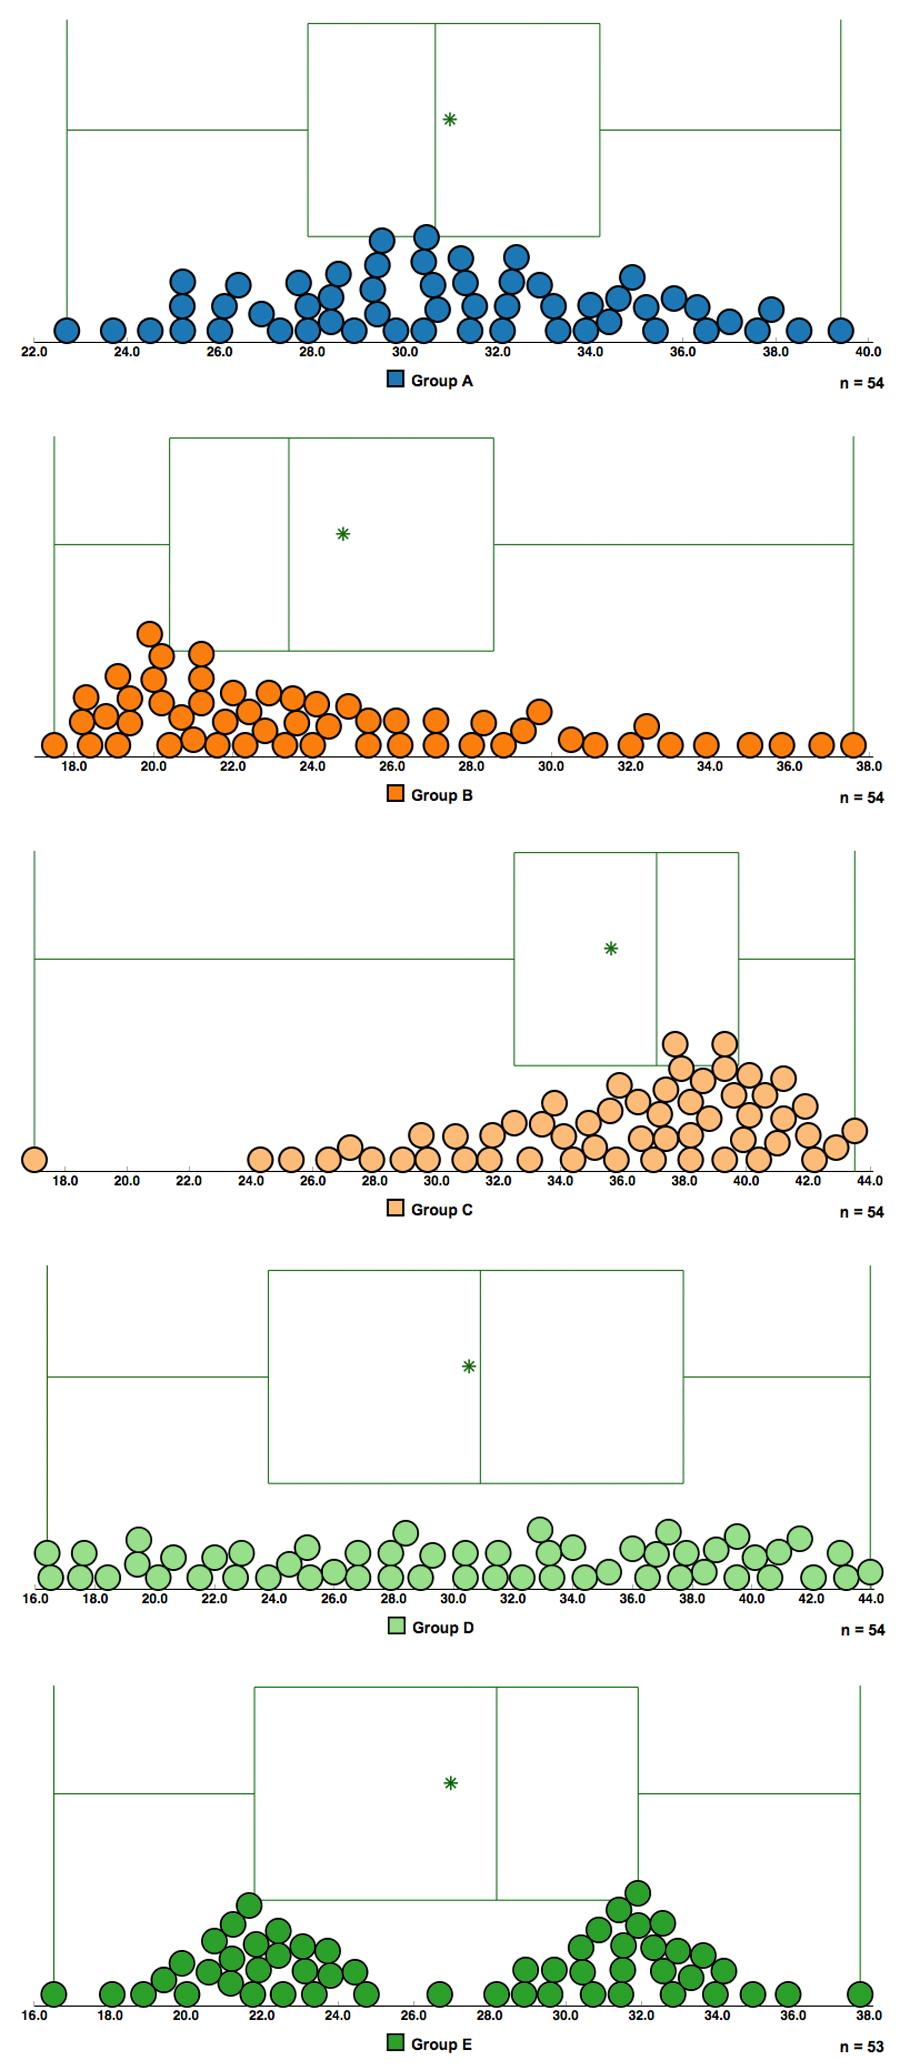 22.0 24.0 26.0 28.0 30.0 32.0 34.0 36.0 38.0 40.0
Group A
n = 54
18.0 20.0 22.0 24.0 26.0 28.0 30.0 32.0 34.0 36.0 38.0
Group B
n = 54
18.0 20.0 22.0 24.0 26.0 28.0 30.0 32.0 34.0 36.0 38.0 40.0 42.0 44.0
Group C
n = 54
16.0 18.0 20.0 22.0 24.0 26.0 28.0 30.0 32.0 34.0 36.0 38.0 40.0 42.0 44.0
Group D
n = 54
16.0 18.0 20.0 22.0 24.0 26.0 28.0 30.0 32.0 34.0 36.0 38.0
Group E
n = 53